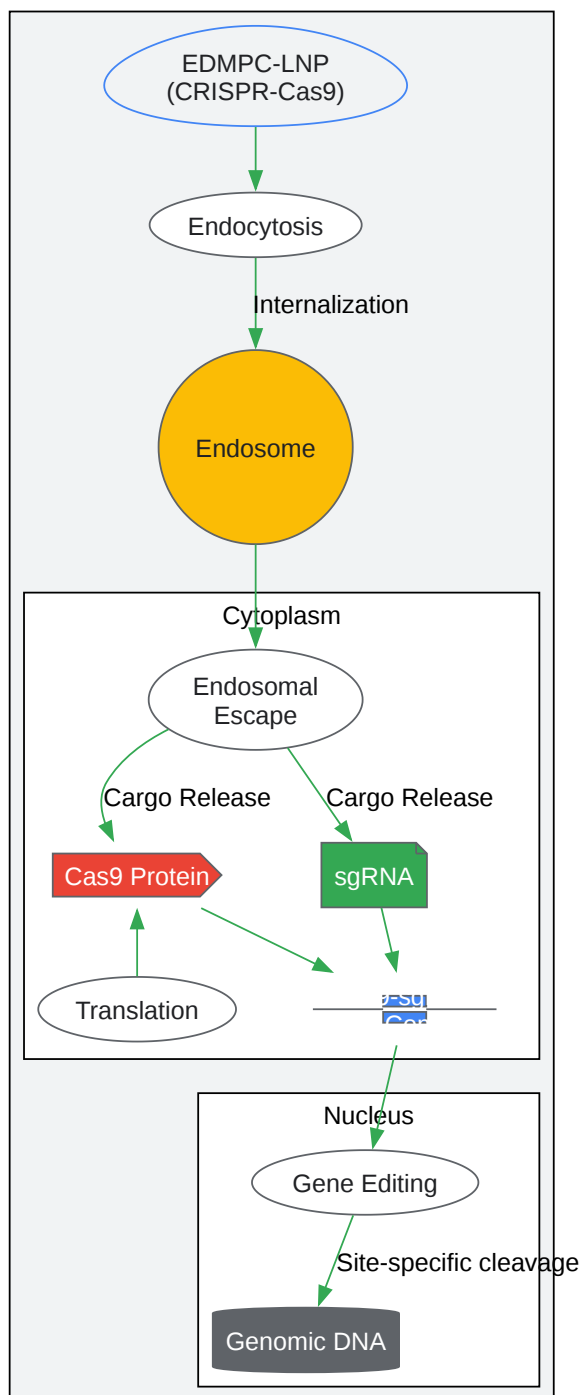 EDMPC-LNP
(CRISPR-Cas9)
Endocytosis
Internalization
Endosome
Cytoplasm
Endosomal
Escape
Cargo Release
Cargo Release
Cas9 Protein
sgRNA
Translation
Nucleus
Gene Editing
Site-specific cleavage
Genomic DNA